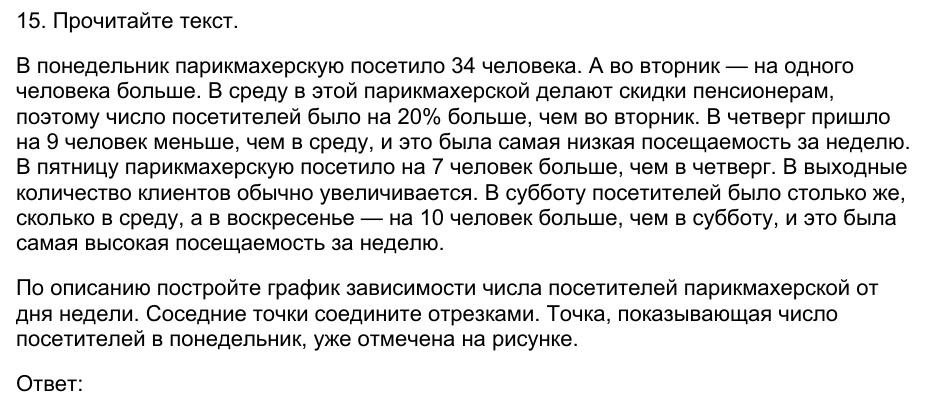 15. Прочитайте текст.
В понедельник парикмахерскую посетило 34 человека. А во вторник — на одного
человека больше. В среду в этой парикмахерской делают скидки пенсионерам,
поэтому число посетителей было на 20% больше, чем во вторник. В четверг пришло
на 9 человек меньше, чем в среду, и это была самая низкая посещаемость за неделю.
В пятницу парикмахерскую посетило на 7 человек больше, чем в четверг. В выходные
количество клиентов обычно увеличивается. В субботу посетителей было столько же,
сколько в среду, а в воскресенье — на 10 человек больше, чем в субботу, и это была
самая высокая посещаемость за неделю.
По описанию постройте график зависимости числа посетителей парикмахерской от
дня недели. Соседние точки соедините отрезками. Точка, показывающая число
посетителей в понедельник, уже отмечена на рисунке.
Ответ: